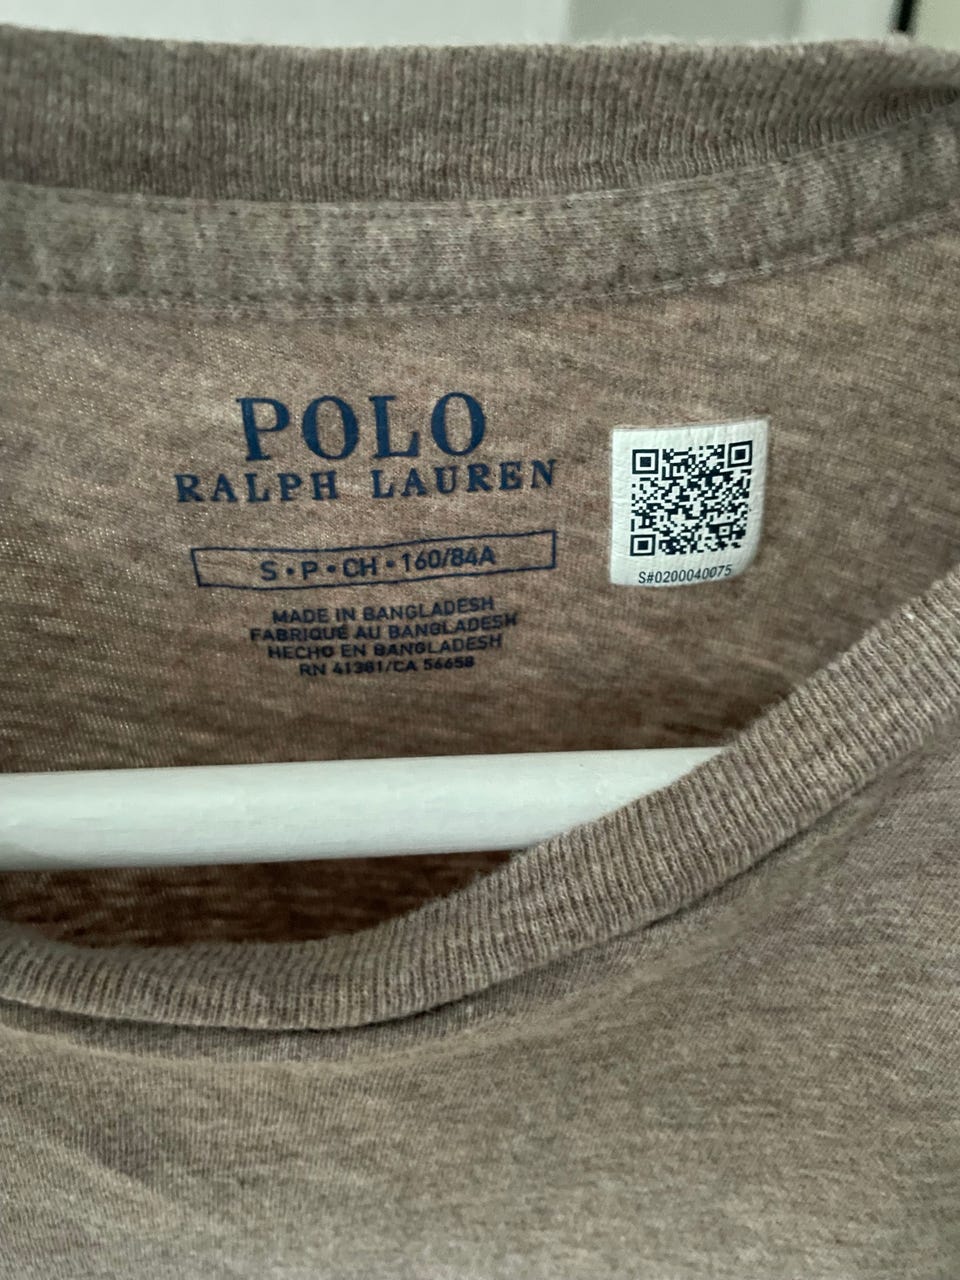 POLO
RALPH LAUREN
S • P • CH • 160/84A
MADE IN BANGLADESH
FABRIQUÉ AU BANGLADESH
HECHO EN BANGLADESH
RN 41381/CA 56658
S#0200040075